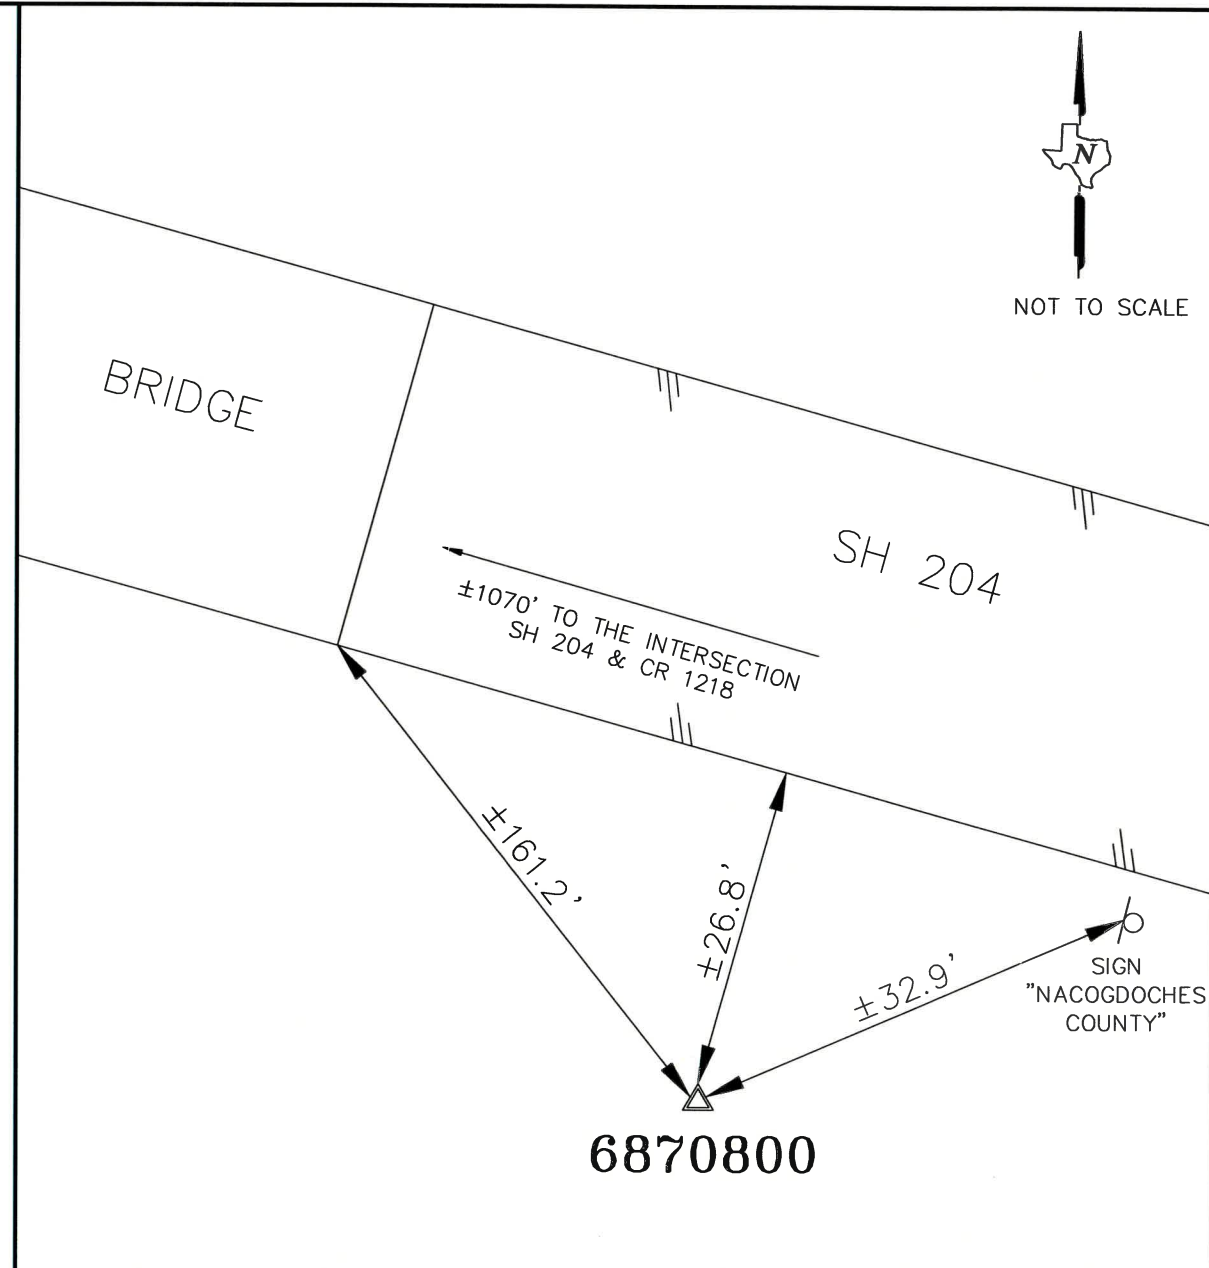 N
NOT TO SCALE
BRIDGE
SH 204
±1070' TO THE INTERSECTION
SH 204 & CR 1218
±161.2'
±26.8'
±32.9'
SIGN
"NACOGDOCHES
COUNTY"
6870800